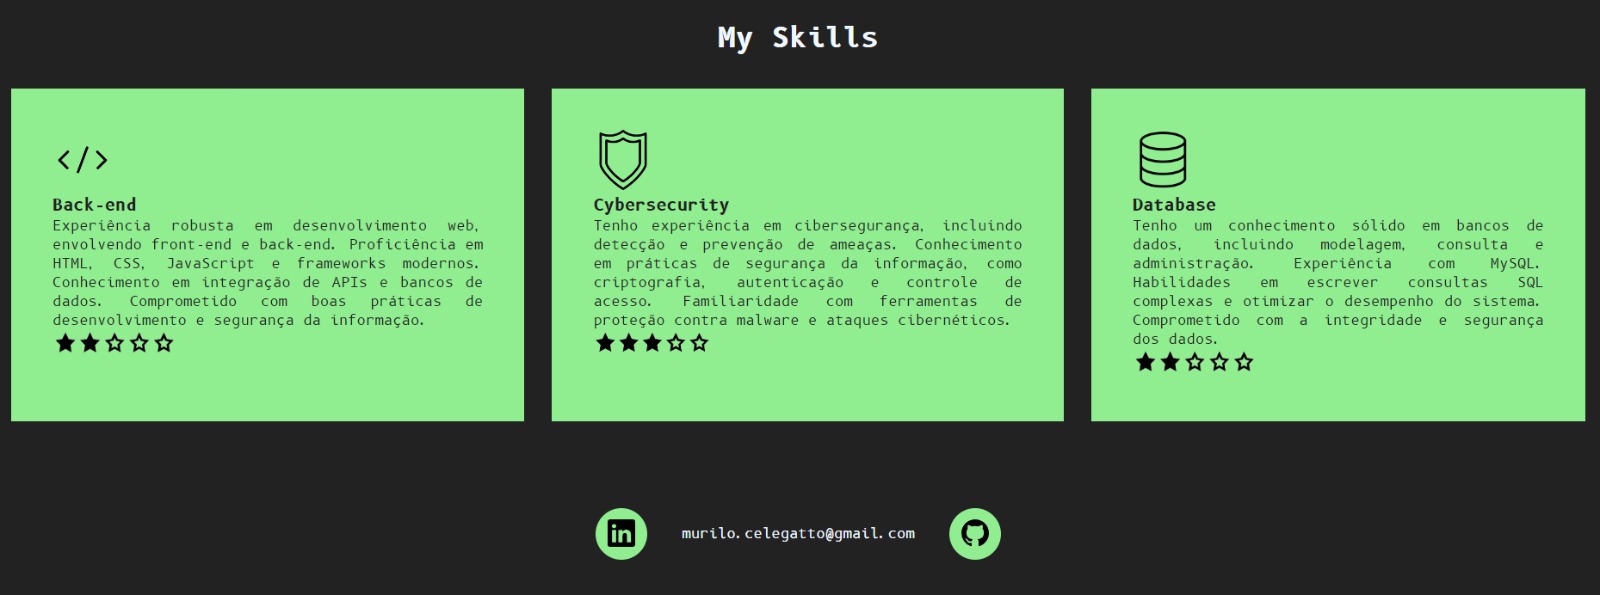 My Skills
Back-end
Experiência robusta em desenvolvimento web,
envolvendo front-end e back-end. Proficiência em
HTML, CSS, JavaScript e frameworks modernos.
Conhecimento em integração de APIs e bancos de
dados. Comprometido com boas práticas de
desenvolvimento e segurança da informação.
Cybersecurity
Tenho experiência em cibersegurança, incluindo
detecção e prevenção de ameaças. Conhecimento
em práticas de segurança da informação, como
criptografia, autenticação e controle de
acesso. Familiaridade com ferramentas de
proteção contra malware e ataques cibernéticos.
Database
Tenho um conhecimento sólido em bancos de
dados, incluindo modelagem, consulta e
administração. Experiência com MySQL.
Habilidades em escrever consultas SQL
complexas e otimizar o desempenho do sistema.
Comprometido com a integridade e segurança
dos dados.
murilo.celegatto@gmail.com